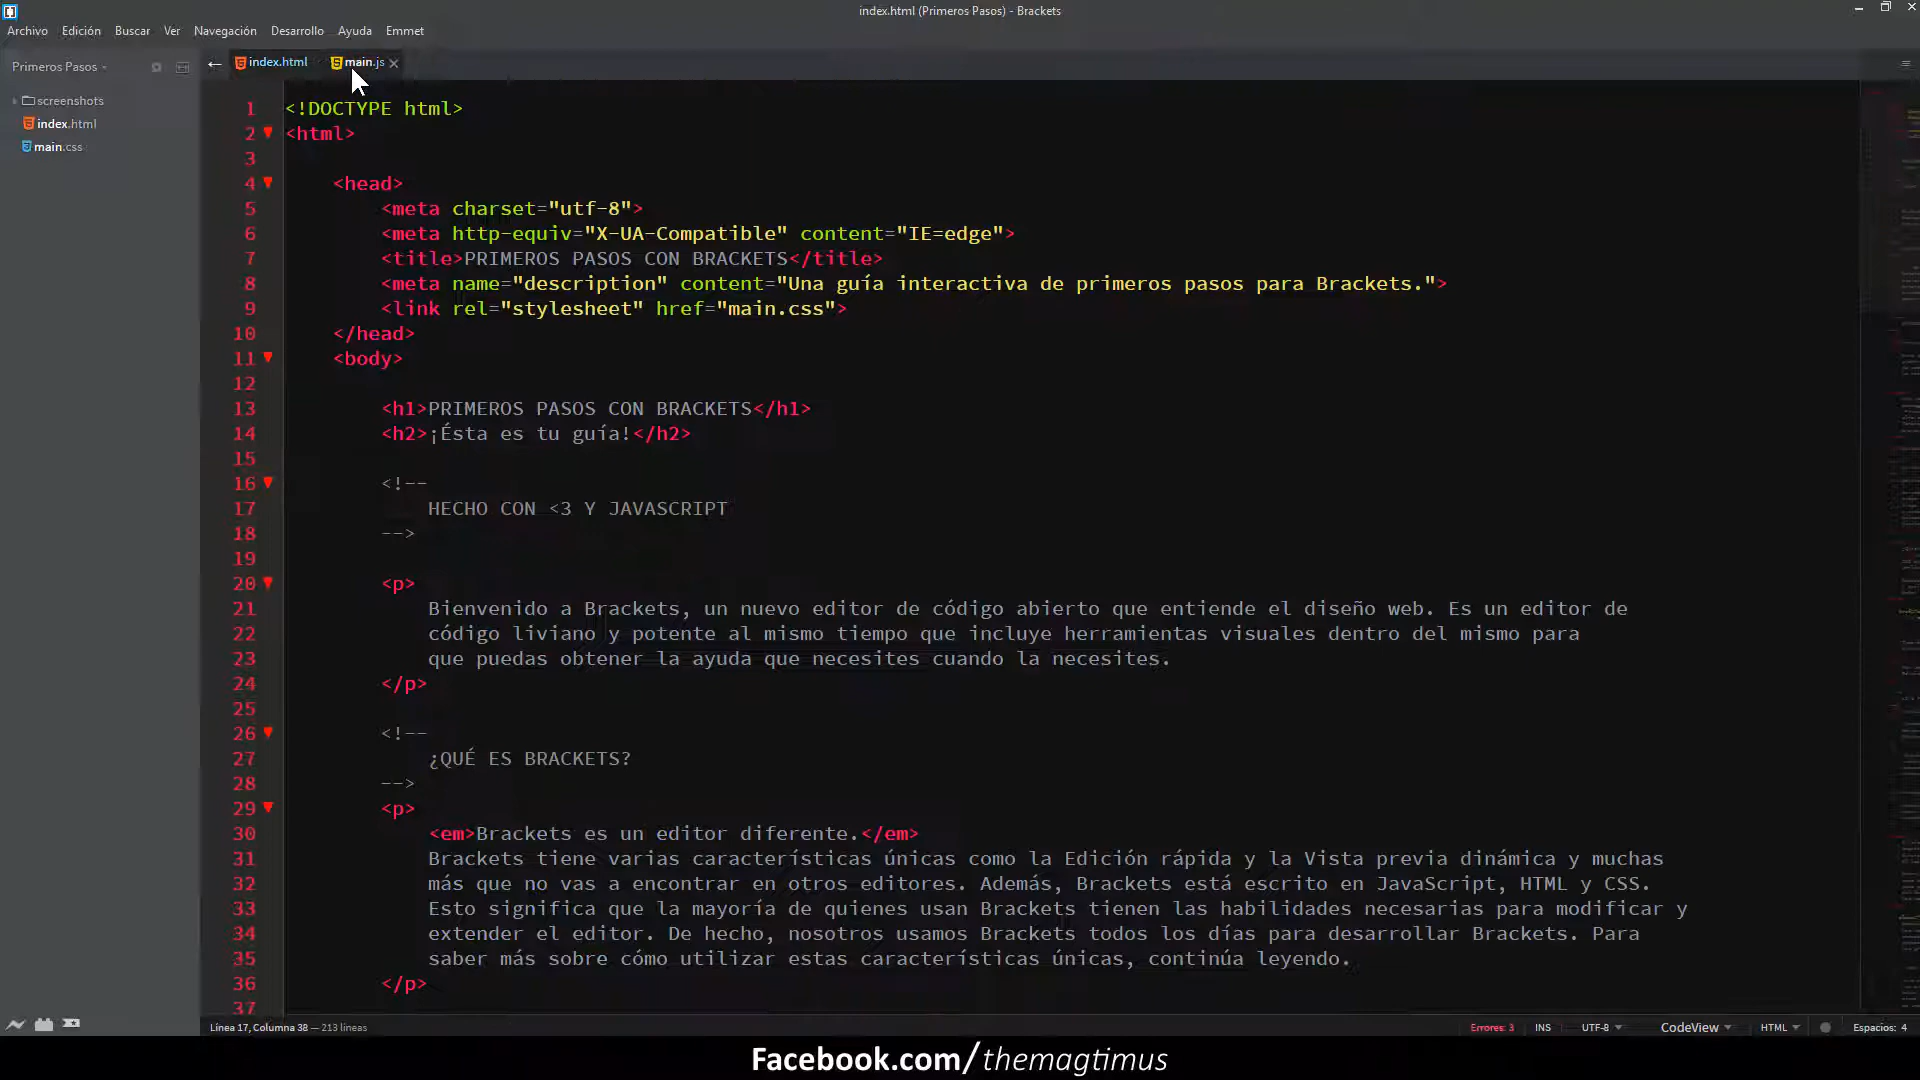 index.html (Primeros Pasos) - Brackets
Archivo Edición Buscar Ver Navegación Desarrollo Ayuda Emmet
Primeros Pasos
index.html
main.js
screenshots
index.html
main.css
1 <!DOCTYPE html>
2 <html>
3
4 <head>
5 <meta charset="utf-8">
6 <meta http-equiv="X-UA-Compatible" content="IE=edge">
7 <title>PRIMEROS PASOS CON BRACKETS</title>
8 <meta name="description" content="Una guía interactiva de primeros pasos para Brackets.">
9 <link rel="stylesheet" href="main.css">
10 </head>
11 <body>
12
13 <h1>PRIMEROS PASOS CON BRACKETS</h1>
14 <h2>¡Ésta es tu guía!</h2>
15
16 <!--
17 HECHO CON <3 Y JAVASCRIPT
18 -->
19
20 <p>
21 Bienvenido a Brackets, un nuevo editor de código abierto que entiende el diseño web. Es un editor de
22 código liviano y potente al mismo tiempo que incluye herramientas visuales dentro del mismo para
23 que puedas obtener la ayuda que necesites cuando la necesites.
24 </p>
25
26 <!--
27 ¿QUÉ ES BRACKETS?
28 -->
29 <p>
30 <em>Brackets es un editor diferente.</em>
31 Brackets tiene varias características únicas como la Edición rápida y la Vista previa dinámica y muchas
32 más que no vas a encontrar en otros editores. Además, Brackets está escrito en JavaScript, HTML y CSS.
33 Esto significa que la mayoría de quienes usan Brackets tienen las habilidades necesarias para modificar y
34 extender el editor. De hecho, nosotros usamos Brackets todos los días para desarrollar Brackets. Para
35 saber más sobre cómo utilizar estas características únicas, continúa leyendo.
36 </p>
37
Línea 17, Columna 38 — 213 líneas
Errores: 3 INS UTF-8 CodeView HTML Espacios: 4
Facebook.com/themagtimus